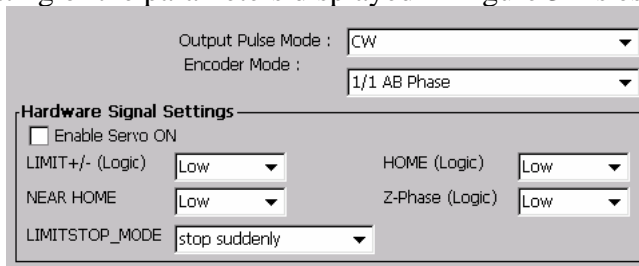 Output Pulse Mode : CW
Encoder Mode :
1/1 AB Phase
Hardware Signal Settings
Enable Servo ON
LIMIT+/- (Logic) Low HOME (Logic) Low
NEAR HOME Low Z-Phase (Logic) Low
LIMITSTOP_MODE stop suddenly